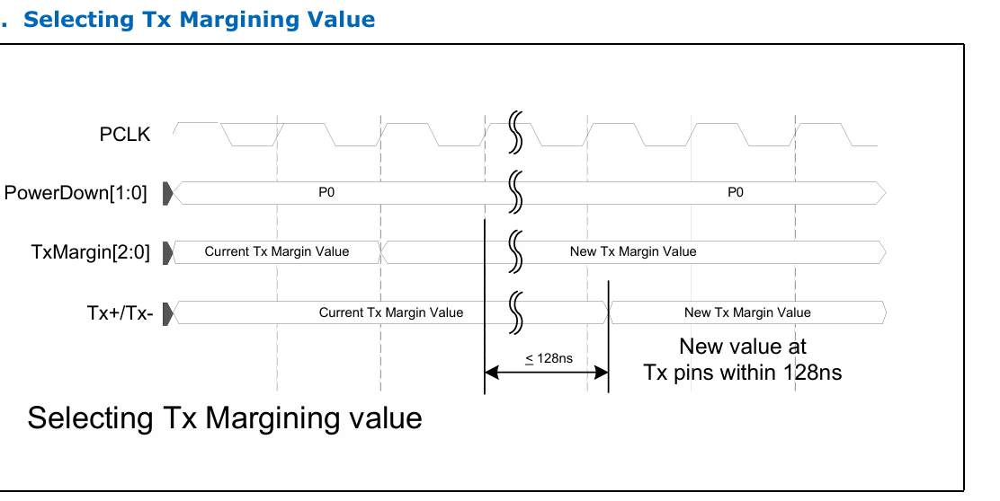 . Selecting Tx Margining Value
PCLK
PowerDown[1:0]
P0
P0
TxMargin[2:0]
Current Tx Margin Value
New Tx Margin Value
Tx+/Tx-
Current Tx Margin Value
New Tx Margin Value
≤ 128ns
New value at
Tx pins within 128ns
Selecting Tx Margining value